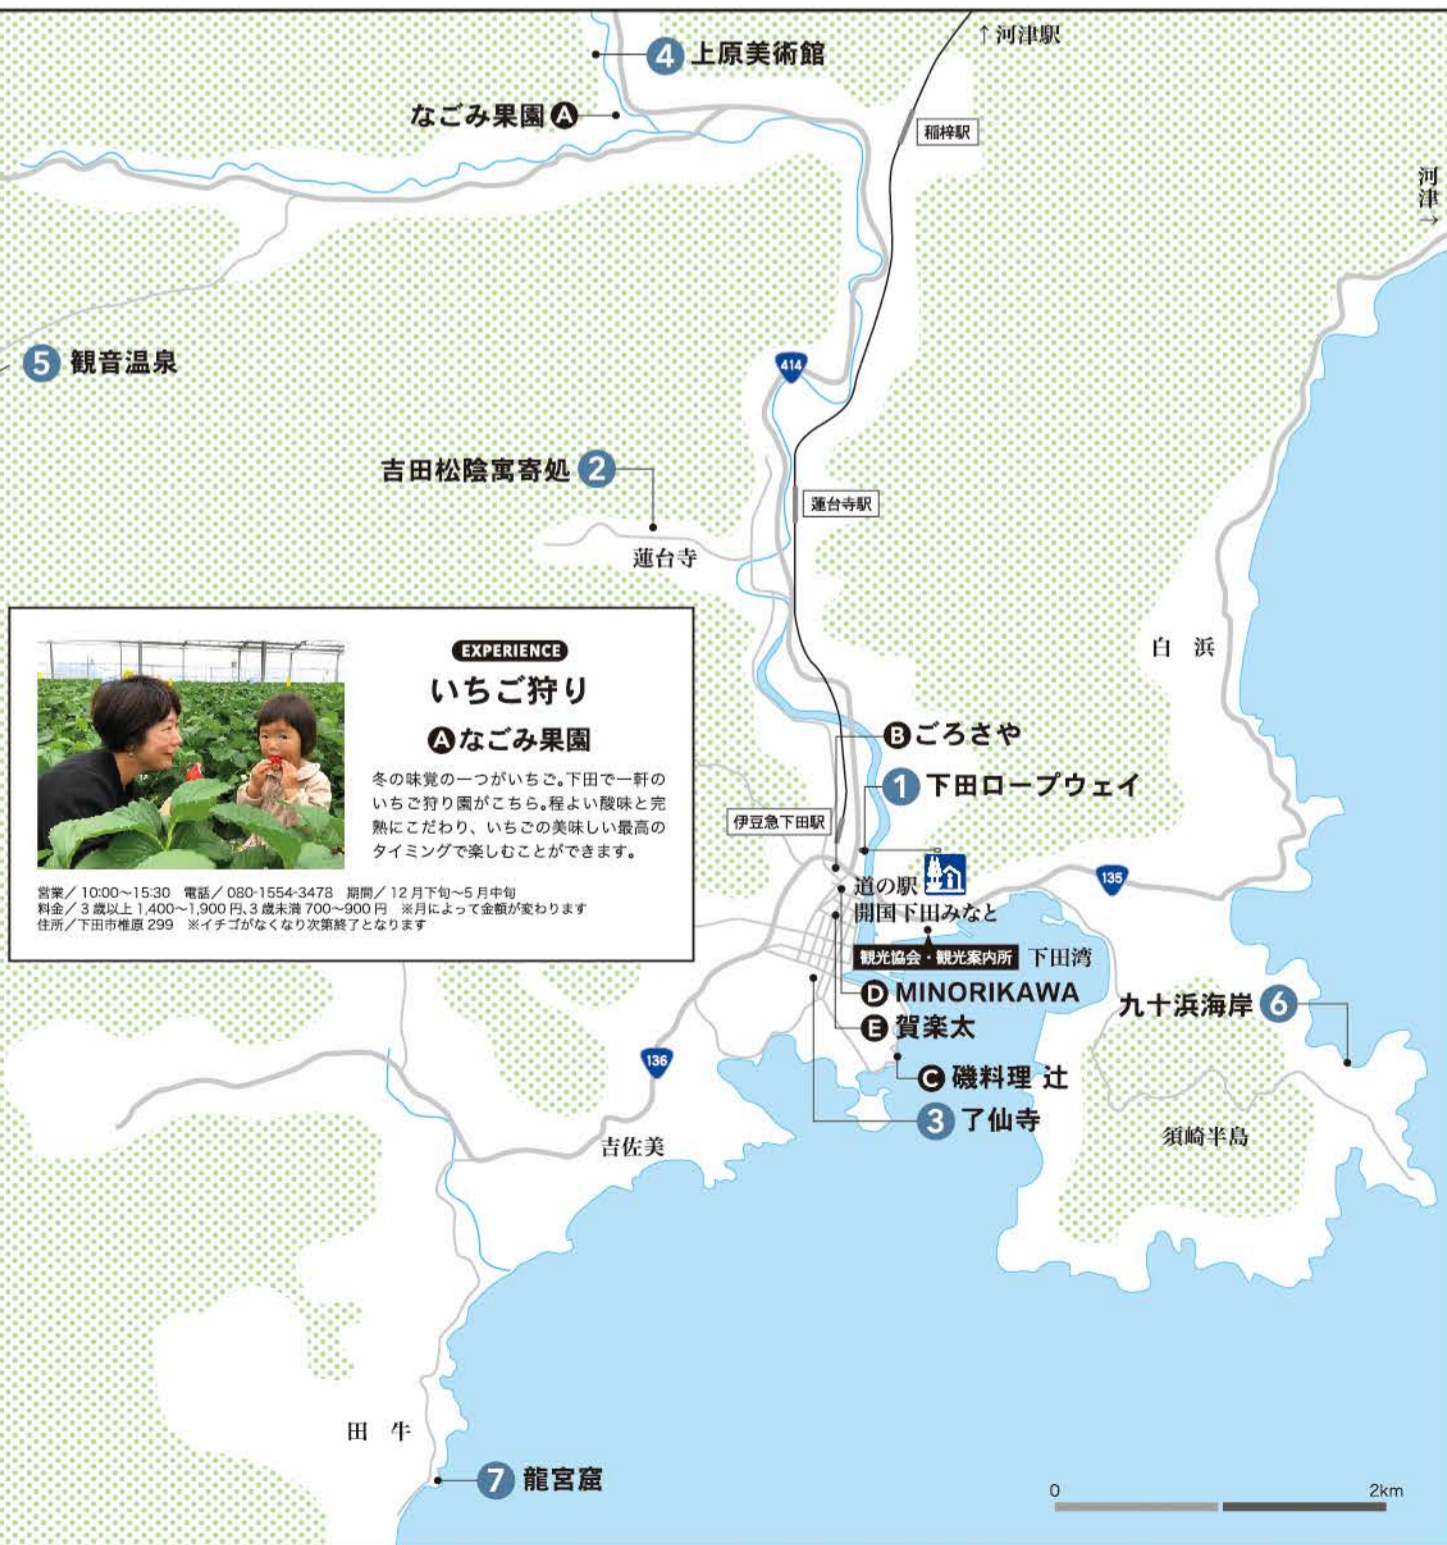 ↑河津駅
4 上原美術館
なごみ果園 A
稲梓駅
河津→
5 観音温泉
414
吉田松陰寓寄処 2
蓮台寺駅
蓮台寺
EXPERIENCE
いちご狩り
A なごみ果園
冬の味覚の一つがいちご。下田で一軒の
いちご狩り園がこちら。程よい酸味と完
熟にこだわり、いちごの美味しい最高の
タイミングで楽しむことができます。
営業／10:00〜15:30　電話／080-1554-3478　期間／12月下旬〜5月中旬
料金／3歳以上1,400〜1,900円、3歳未満700〜900円　※月によって金額が変わります
住所／下田市椎原299　※イチゴがなくなり次第終了となります
白 浜
B ごろさや
1 下田ロープウェイ
伊豆急下田駅
道の駅
開国下田みなと
135
観光協会・観光案内所
下田湾
D MINORIKAWA
E 賀楽太
九十浜海岸 6
136
C 磯料理 辻
3 了仙寺
吉佐美
須崎半島
田 牛
7 龍宮窟
0 2km